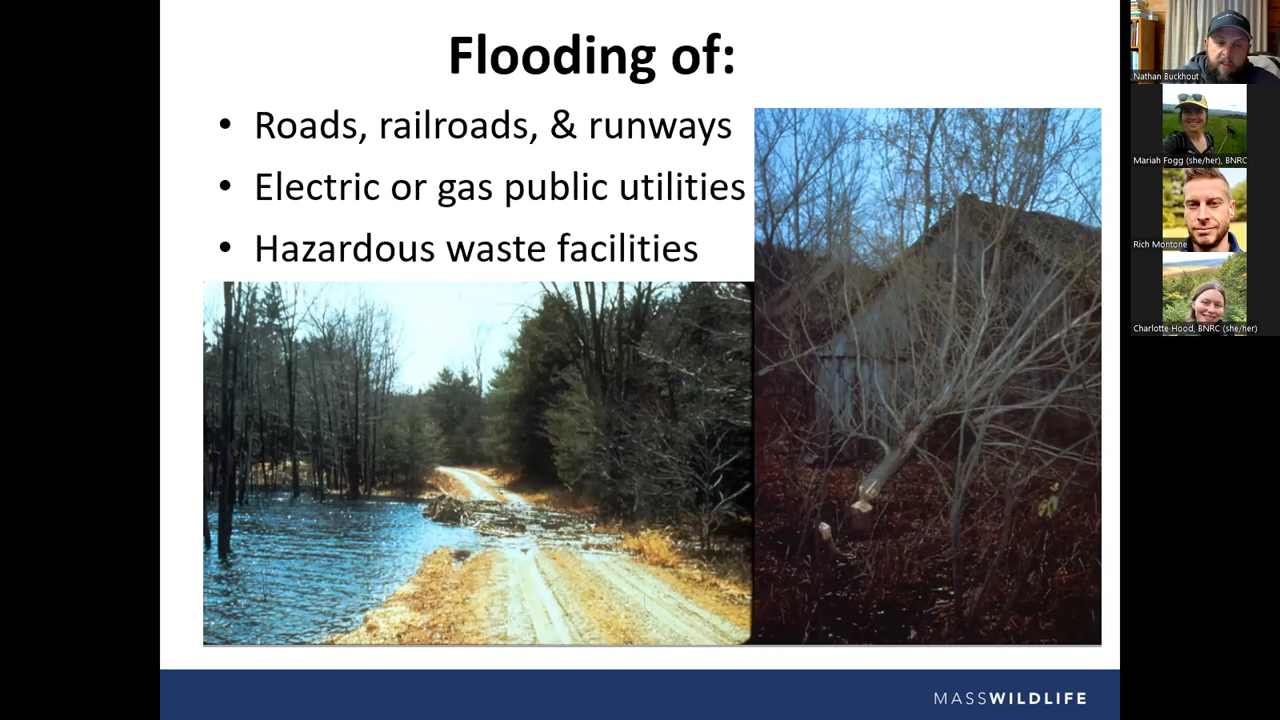 Flooding of:
• Roads, railroads, & runways
• Electric or gas public utilities
• Hazardous waste facilities
MASSWILDLIFE
Nathan Buckhout
Mariah Fogg (she/her), BNRC
Rich Montone
Charlotte Hood, BNRC (she/her)